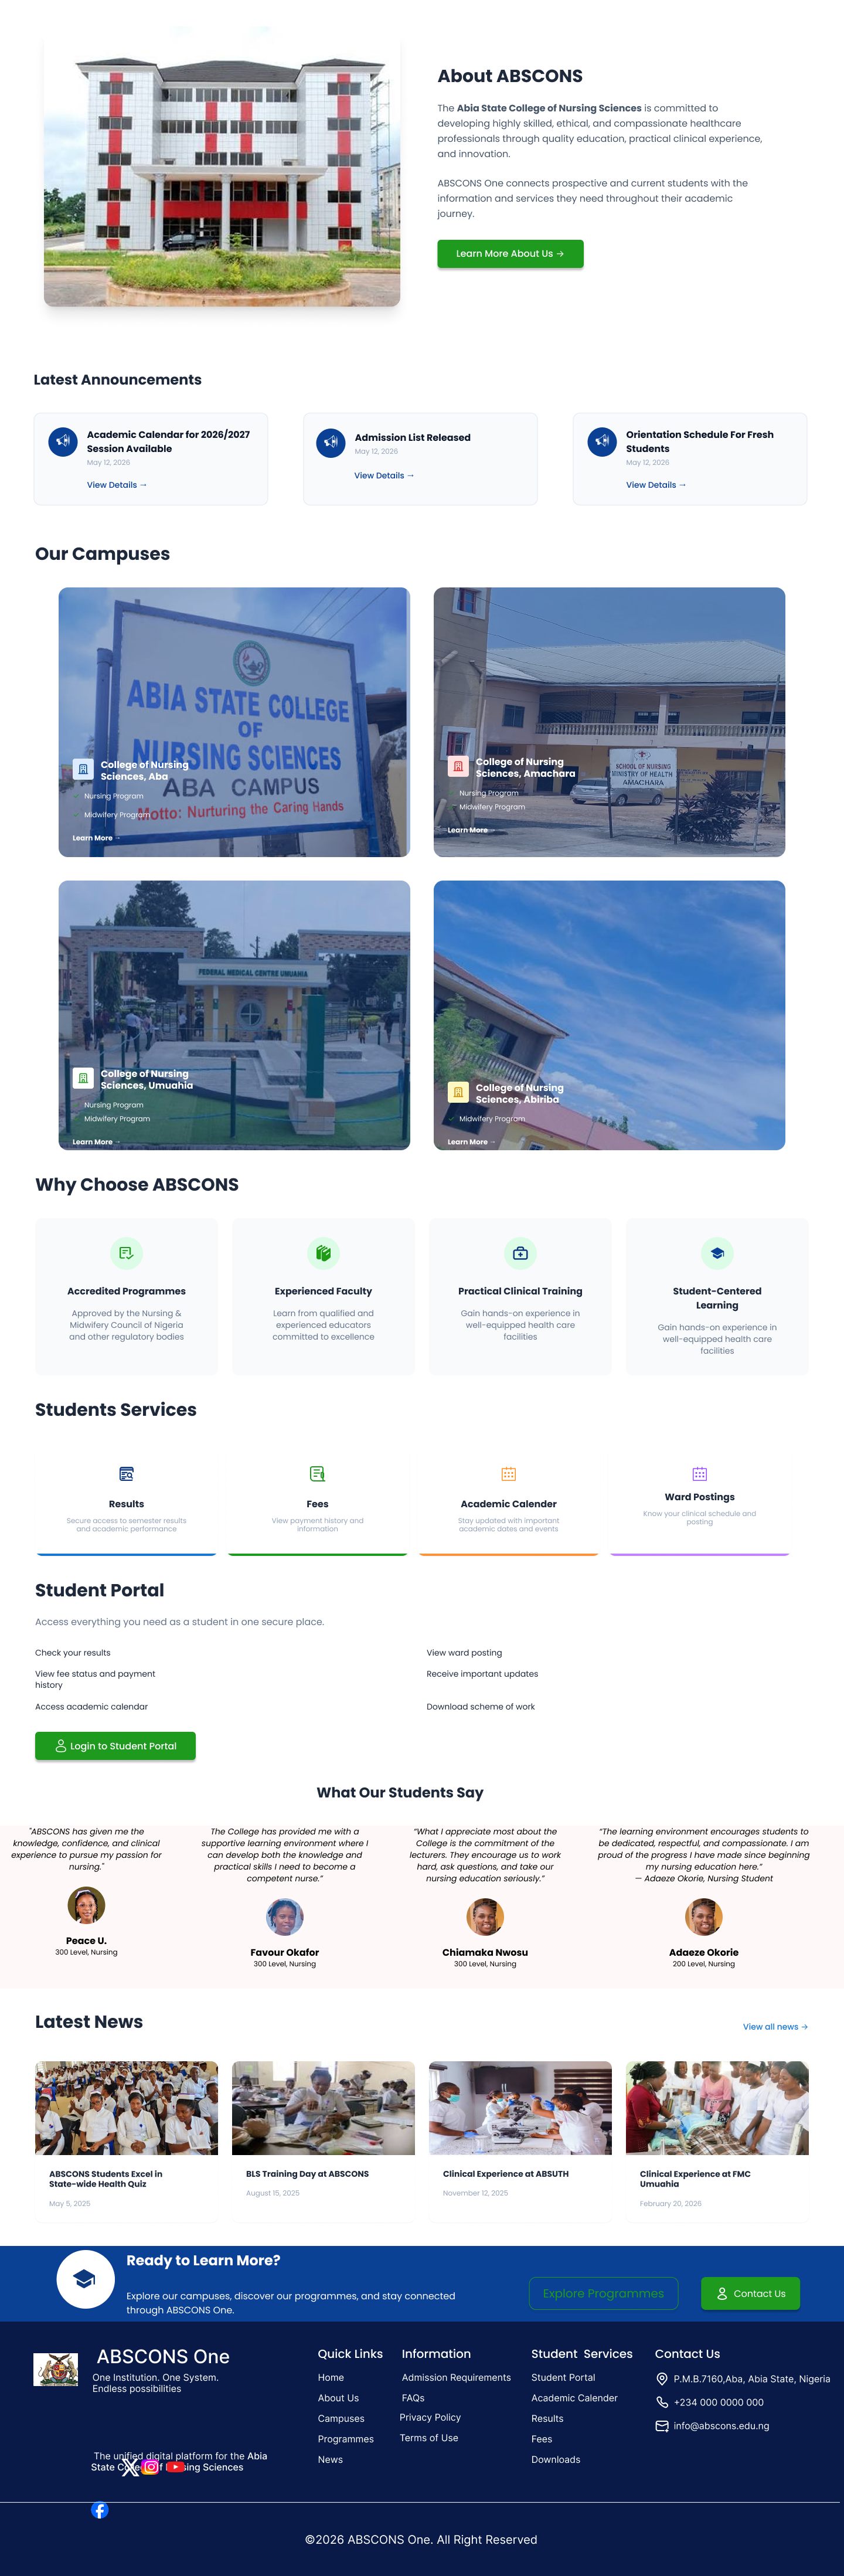 About ABSCONS
The Abia State College of Nursing Sciences is committed to
developing highly skilled, ethical, and compassionate healthcare
professionals through quality education, practical clinical experience,
and innovation.
ABSCONS One connects prospective and current students with the
information and services they need throughout their academic
journey.
Learn More About Us →
Latest Announcements
Academic Calendar for 2026/2027
Session Available
May 12, 2026
View Details →
Admission List Released
May 12, 2026
View Details →
Orientation Schedule For Fresh
Students
May 12, 2026
View Details →
Our Campuses
ABIA STATE COLLEGE
OF
NURSING SCIENCES
ABA CAMPUS
Motto: Nurturing the Caring Hands
College of Nursing
Sciences, Aba
Nursing Program
Midwifery Program
Learn More →
SCHOOL OF NURSING
MINISTRY OF HEALTH
AMACHARA
College of Nursing
Sciences, Amachara
Nursing Program
Midwifery Program
Learn More
FEDERAL MEDICAL CENTRE UMUAHIA
College of Nursing
Sciences, Umuahia
Nursing Program
Midwifery Program
Learn More →
College of Nursing
Sciences, Abiriba
Midwifery Program
Learn More →
Why Choose ABSCONS
Accredited Programmes
Approved by the Nursing &
Midwifery Council of Nigeria
and other regulatory bodies
Experienced Faculty
Learn from qualified and
experienced educators
committed to excellence
Practical Clinical Training
Gain hands-on experience in
well-equipped health care
facilities
Student-Centered
Learning
Gain hands-on experience in
well-equipped health care
facilities
Students Services
Results
Secure access to semester results
and academic performance
Fees
View payment history and
information
Academic Calender
Stay updated with important
academic dates and events
Ward Postings
Know your clinical schedule and
posting
Student Portal
Access everything you need as a student in one secure place.
Check your results
View ward posting
View fee status and payment
history
Receive important updates
Access academic calendar
Download scheme of work
Login to Student Portal
What Our Students Say
"ABSCONS has given me the
knowledge, confidence, and clinical
experience to pursue my passion for
nursing."
Peace U.
300 Level, Nursing
The College has provided me with a
supportive learning environment where I
can develop both the knowledge and
practical skills I need to become a
competent nurse.”
Favour Okafor
300 Level, Nursing
“What I appreciate most about the
College is the commitment of the
lecturers. They encourage us to work
hard, ask questions, and take our
nursing education seriously.”
Chiamaka Nwosu
300 Level, Nursing
“The learning environment encourages students to
be dedicated, respectful, and compassionate. I am
proud of the progress I have made since beginning
my nursing education here.”
— Adaeze Okorie, Nursing Student
Adaeze Okorie
200 Level, Nursing
Latest News
View all news →
ABSCONS Students Excel in
State-wide Health Quiz
May 5, 2025
BLS Training Day at ABSCONS
August 15, 2025
Clinical Experience at ABSUTH
November 12, 2025
Clinical Experience at FMC
Umuahia
February 20, 2026
Ready to Learn More?
Explore our campuses, discover our programmes, and stay connected
through ABSCONS One.
Explore Programmes
Contact Us
ABSCONS One
One Institution. One System.
Endless possibilities
The unified digital platform for the Abia
State College of Nursing Sciences
Quick Links
Home
About Us
Campuses
Programmes
News
Information
Admission Requirements
FAQs
Privacy Policy
Terms of Use
Student Services
Student Portal
Academic Calender
Results
Fees
Downloads
Contact Us
P.M.B.7160,Aba, Abia State, Nigeria
+234 000 0000 000
info@abscons.edu.ng
©2026 ABSCONS One. All Right Reserved